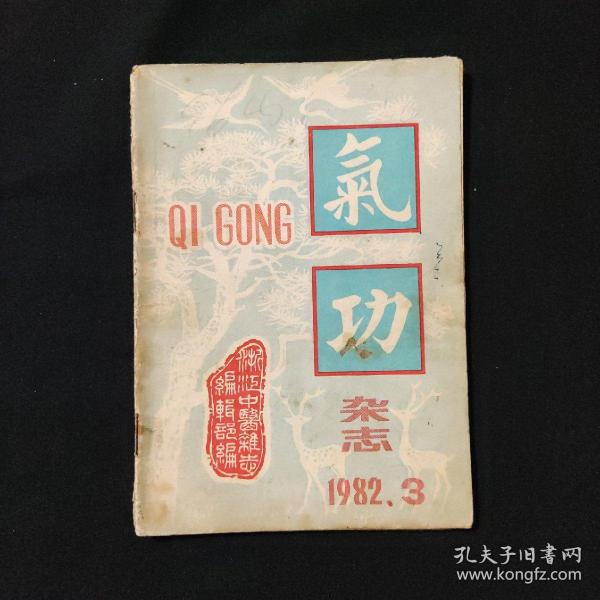 氣
功
QI GONG
杂
志
1982、3
浙江中醫雜志
編輯部編
孔夫子旧书网
www.kongfz.com